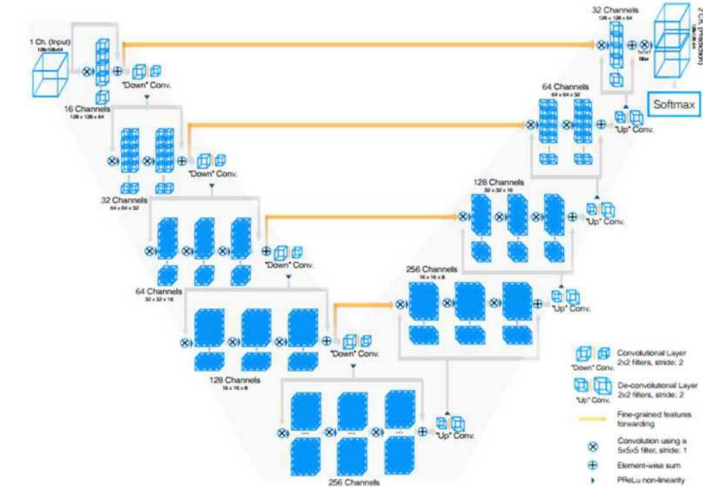 1 Ch. (Input)
128x128x64
"Down" Conv.
16 Channels
128 x 128 x 64
"Down" Conv.
32 Channels
64 x 64 x 32
"Down" Conv.
64 Channels
32 x 32 x 16
"Down" Conv.
128 Channels
16 x 16 x 8
256 Channels
"Up" Conv.
256 Channels
16 x 16 x 8
"Up" Conv.
128 Channels
32 x 32 x 16
"Up" Conv.
64 Channels
64 x 64 x 32
"Up" Conv.
32 Channels
128 x 128 x 64
1x1x1
filter
2 Ch. (Prediction)
Softmax
Convolutional Layer
2x2 filters, stride: 2
"Down" Conv.
De-convolutional Layer
2x2 filters, stride: 2
"Up" Conv.
Fine-grained features
forwarding
Convolution using a
5x5x5 filter, stride: 1
Element-wise sum
PReLu non-linearity